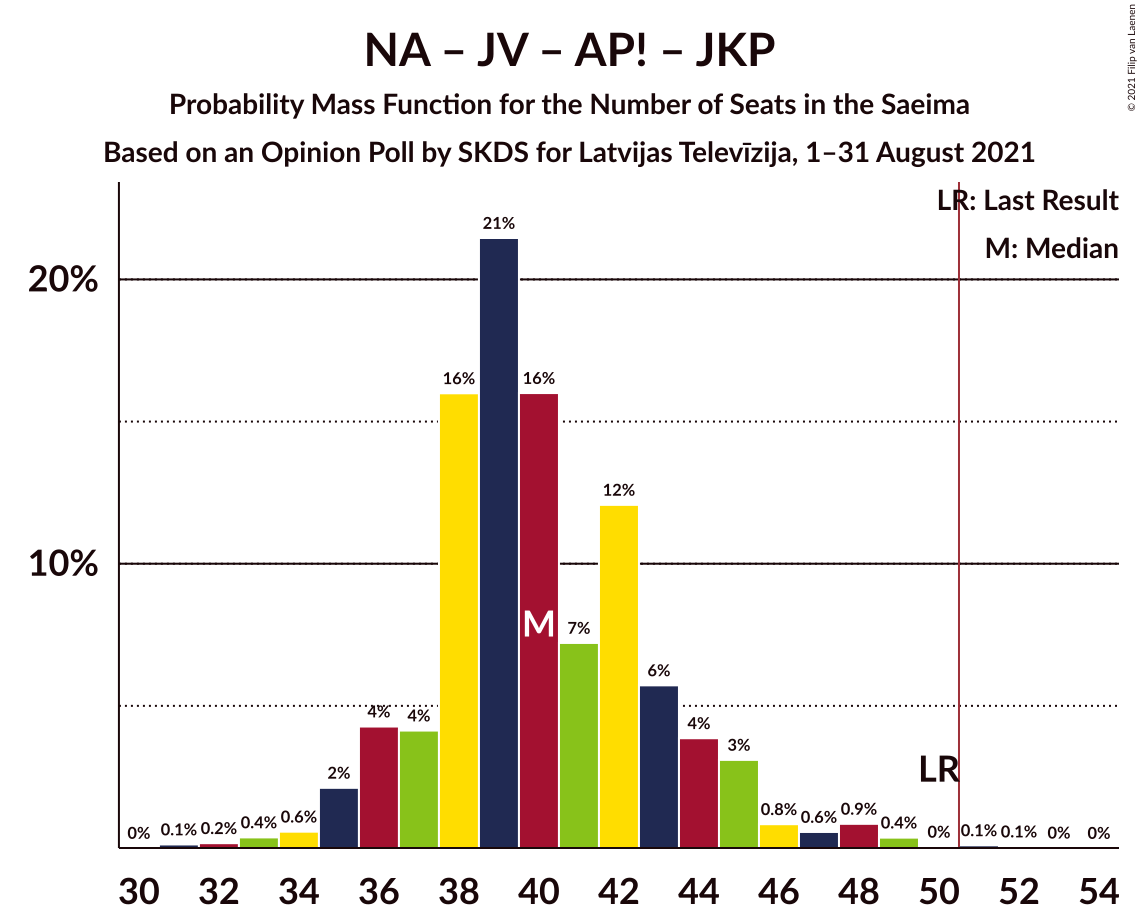 NA – JV – AP! – JKP
Probability Mass Function for the Number of Seats in the Saeima
Based on an Opinion Poll by SKDS for Latvijas Televīzija, 1–31 August 2021
© 2021 Filip van Laenen
LR: Last Result
M: Median
20%
10%
0% 0.1% 0.2% 0.4% 0.6% 2% 4% 4% 16% 21% 16% 7% 12% 6% 4% 3% 0.8% 0.6% 0.9% 0.4% 0% 0.1% 0.1% 0% 0%
M
LR
30 32 34 36 38 40 42 44 46 48 50 52 54